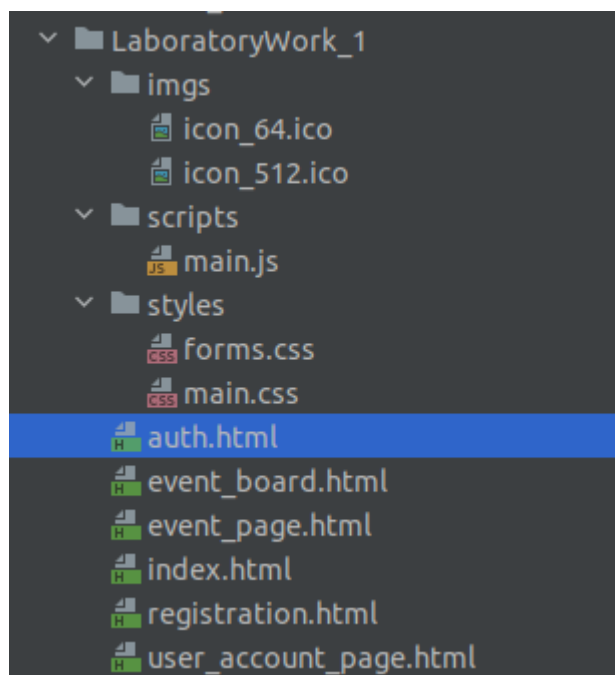 LaboratoryWork_1
imgs
icon_64.ico
icon_512.ico
scripts
JS main.js
styles
CSS forms.css
CSS main.css
H auth.html
H event_board.html
H event_page.html
H index.html
H registration.html
H user_account_page.html